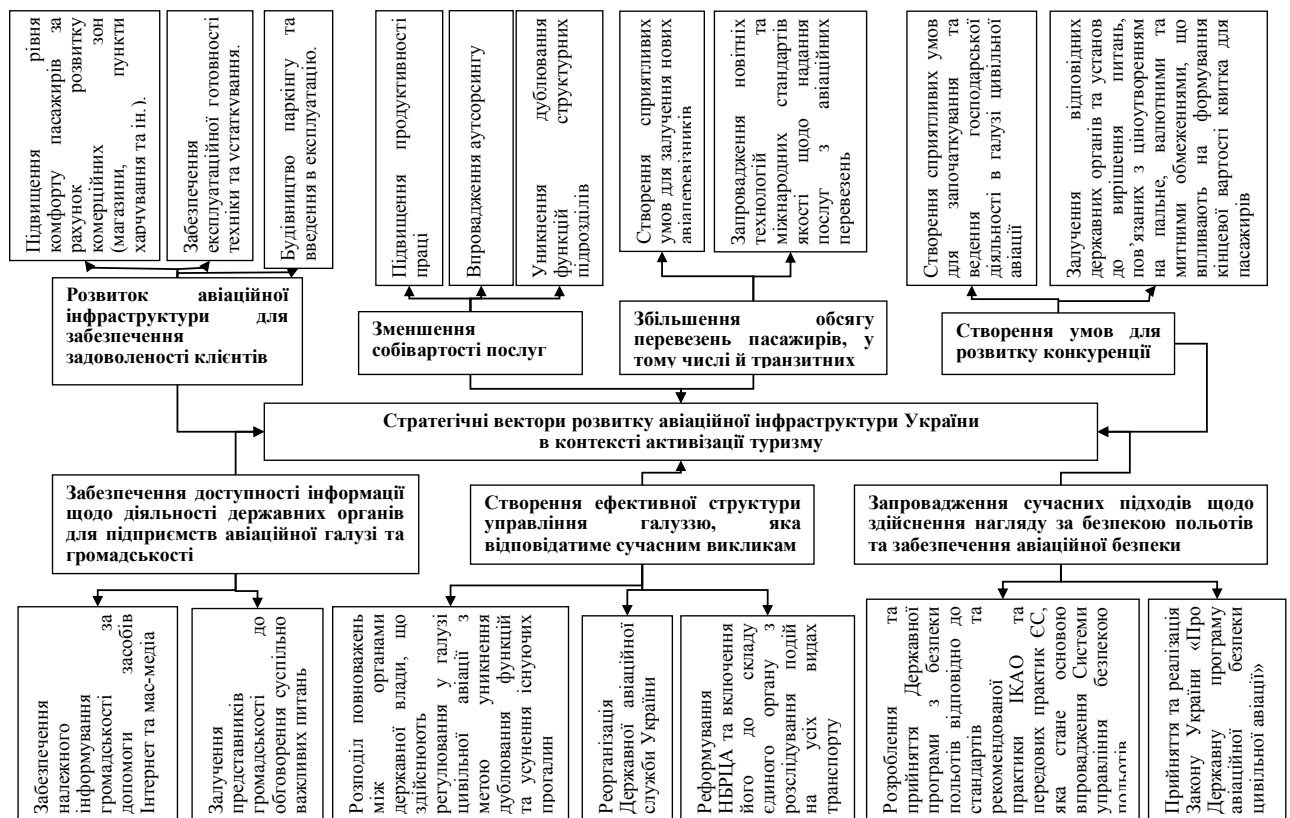 Підвищення рівня
комфорту пасажирів за
рахунок розвитку
комерційних зон
(магазини, пункти
харчування та ін.).
Забезпечення
експлуатаційної готовності
техніки та устаткування.
Будівництво паркінгу та
введення в експлуатацію.
Підвищення продуктивності
праці
Впровадження аутсорсингу
Уникнення дублювання
функцій структурних
підрозділів
Створення сприятливих
умов для залучення нових
авіаперевізників
Запровадження новітніх
технологій та
міжнародних стандартів
якості щодо надання
послуг з авіаційних
перевезень
Створення сприятливих умов
для започаткування та
ведення господарської
діяльності в галузі цивільної
авіації
Залучення відповідних
державних органів та установ
до вирішення питань,
пов’язаних з ціноутворенням
на пальне, валютними та
митними обмеженнями, що
впливають на формування
кінцевої вартості квитка для
пасажирів
Розвиток авіаційної
інфраструктури для
забезпечення
задоволеності клієнтів
Зменшення
собівартості послуг
Збільшення обсягу
перевезень пасажирів, у
тому числі й транзитних
Створення умов для
розвитку конкуренції
Стратегічні вектори розвитку авіаційної інфраструктури України
в контексті активізації туризму
Забезпечення доступності інформації
щодо діяльності державних органів
для підприємств авіаційної галузі та
громадськості
Створення ефективної структури
управління галуззю, яка
відповідатиме сучасним викликам
Запровадження сучасних підходів щодо
здійснення нагляду за безпекою польотів
та забезпечення авіаційної безпеки
Забезпечення
належного
інформування
громадськості за
допомоги засобів
Інтернет та мас-медіа
Залучення
представників
громадськості до
обговорення суспільно
важливих питань
Розподіл повноважень
між органами
державної влади, що
здійснюють
регулювання у галузі
цивільної авіації з
метою уникнення
дублювання функцій
та усунення існуючих
прогалин
Реорганізація
Державної авіаційної
служби України
Реформування
НБРЦА та включення
його до складу
єдиного органу з
розслідування подій
на усіх видах
транспорту
Розроблення та
прийняття Державної
програми з безпеки
польотів відповідно до
стандартів та
рекомендованої
практики ІКАО та
передових практик ЄС,
яка стане основою
впровадження Системи
управління безпекою
польотів
Прийняття та реалізація
Закону України «Про
Державну програму
авіаційної безпеки
цивільної авіації»